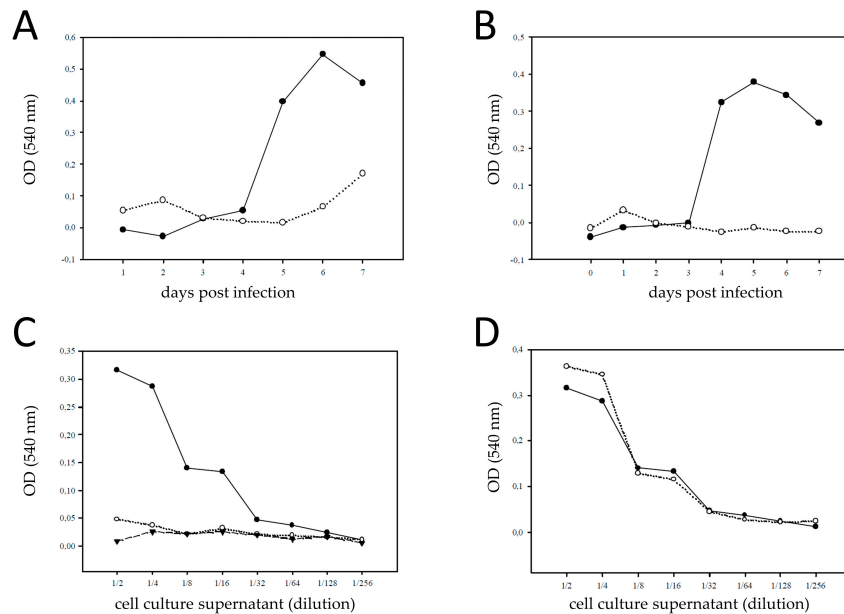 A
0,6
0,5
0,4
0,3
0,2
0,1
0,0
-0,1
OD (540 nm)
1 2 3 4 5 6 7
days post infection
B
0,5
0,4
0,3
0,2
0,1
0,0
-0,1
OD (540 nm)
0 1 2 3 4 5 6 7
days post infection
C
0,35
0,30
0,25
0,20
0,15
0,10
0,05
0,00
OD (540 nm)
1/2 1/4 1/8 1/16 1/32 1/64 1/128 1/256
cell culture supernatant (dilution)
D
0,4
0,3
0,2
0,1
0,0
OD (540 nm)
1/2 1/4 1/8 1/16 1/32 1/64 1/128 1/256
cell culture supernatant (dilution)